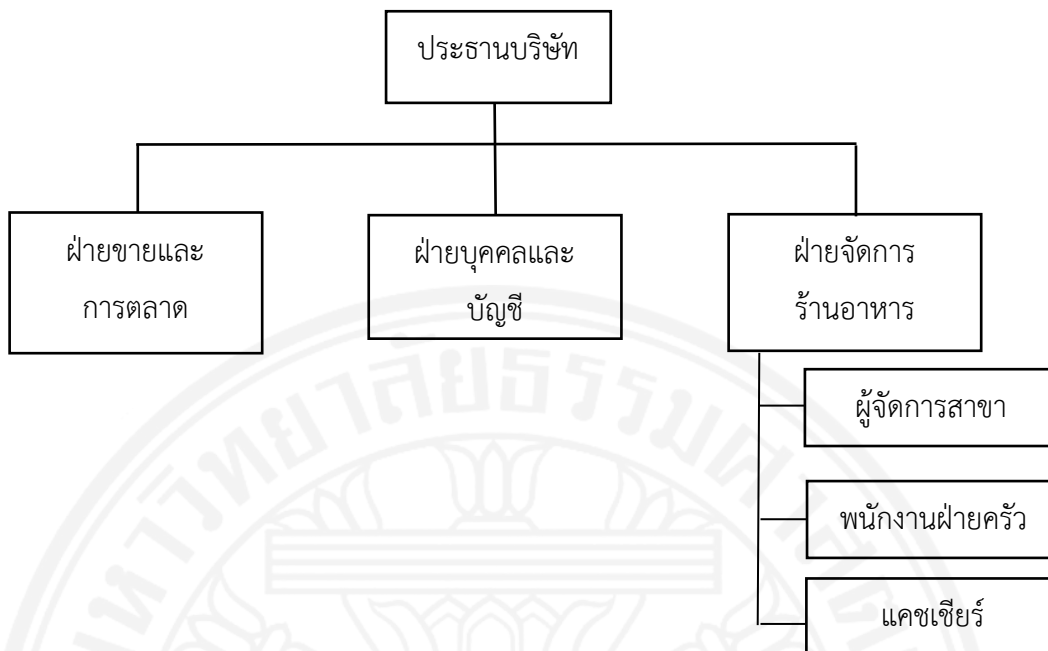 ประธานบริษัท
ฝ่ายขายและ
การตลาด
ฝ่ายบุคคลและ
บัญชี
ฝ่ายจัดการ
ร้านอาหาร
ผู้จัดการสาขา
พนักงานฝ่ายครัว
แคชเชียร์